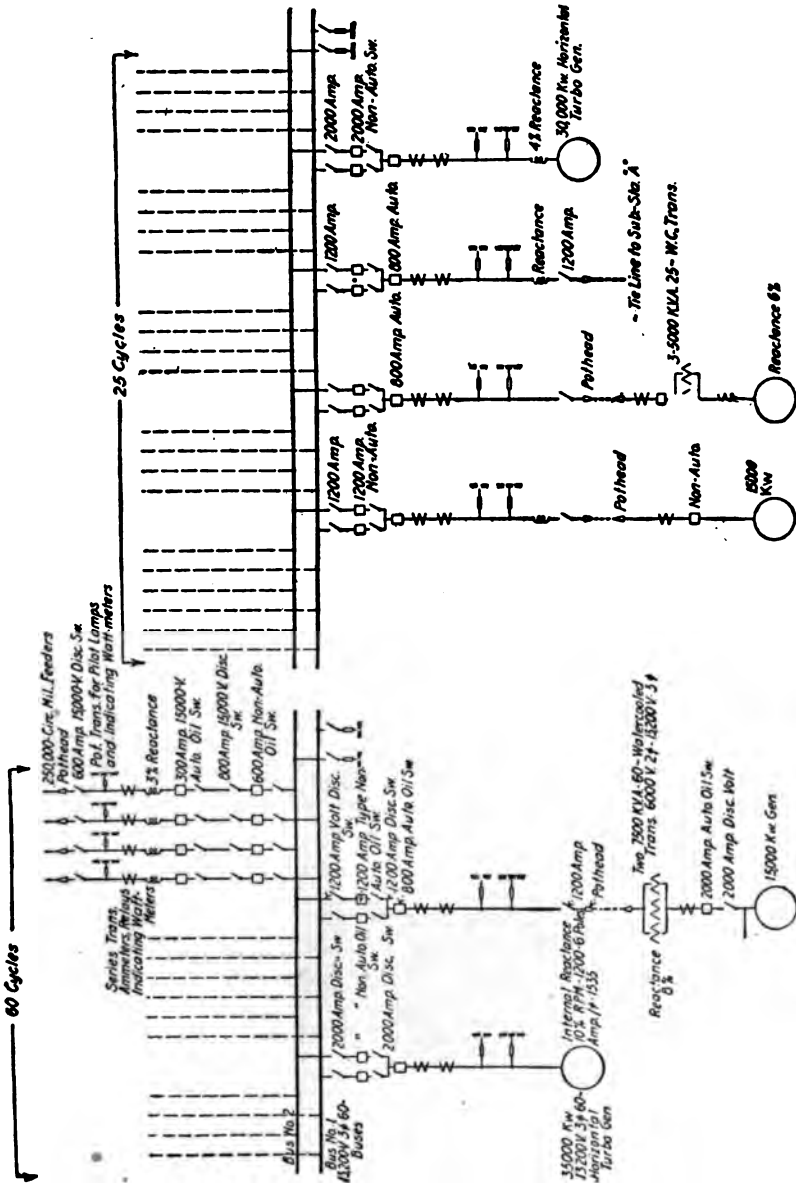 60 Cycles
25 Cycles
250,000-Circ. Mil. Feeders
Pothead
600 Amp. 15000-V. Disc Sw.
Pot. Trans. for Pilot Lamps
and Indicating Watt-meters
3% Reactance
300 Amp. 15000-V.
Auto. Oil Sw.
600 Amp. 15000 V. Disc.
Sw.
600 Amp. Non-Auto.
Oil Sw.
Series Trans.
Ammeters, Relays
Indicating Watt-
Meters
Bus No. 2
Bus No. 1
13200V 3φ 60~
Buses
2000 Amp Disc. Sw
" " Non Auto Oil
Sw.
2000 Amp Disc. Sw
1200 Amp Volt Disc.
Sw.
1200 Amp Type Non-
Auto Oil Sw.
1200 Amp Disc. Sw.
800 Amp. Auto Oil Sw.
35000 Kw
13200V 3φ 60~
Horizontal
Turbo Gen
Internal Reactance
10% RPM-1200-6 Poles
Amp/φ-1535
1200 Amp
Pothead
Two 7500 KVA-60~Watercooled
Trans. 6000 V. 2φ-13200 V-3φ
Reactance
8%
2000 Amp Auto Oil Sw.
2000 Amp Disc Volt
15000 Kw Gen
1200 Amp
1200 Amp.
Non-Auto.
Pothead
Non-Auto
15000
Kw
800 Amp Auto.
Pothead
3-5000 KVA. 25~ W.C. Trans.
Reactance 6%
1200 Amp.
800 Amp Auto.
Reactance
1200 Amp.
Tie Line to Sub-Sta. "A"
2000 Amp.
2000 Amp.
Non-Auto. Sw.
4% Reactance
30,000 Kw. Horizontal
Turbo Gen.